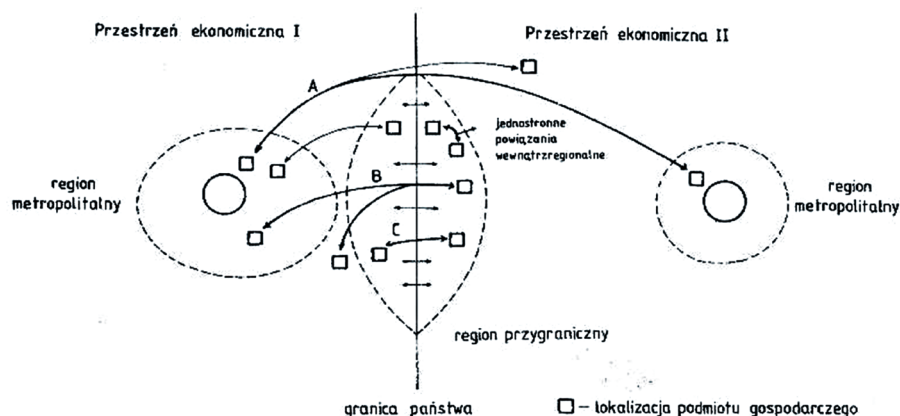 Przestrzeń ekonomiczna I
Przestrzeń ekonomiczna II
A
jednostronne
powiązania
wewnątrzregionalne
region
metropolitalny
B
region
metropolitalny
C
region przygraniczny
granica państwa
– lokalizacja podmiotu gospodarczego